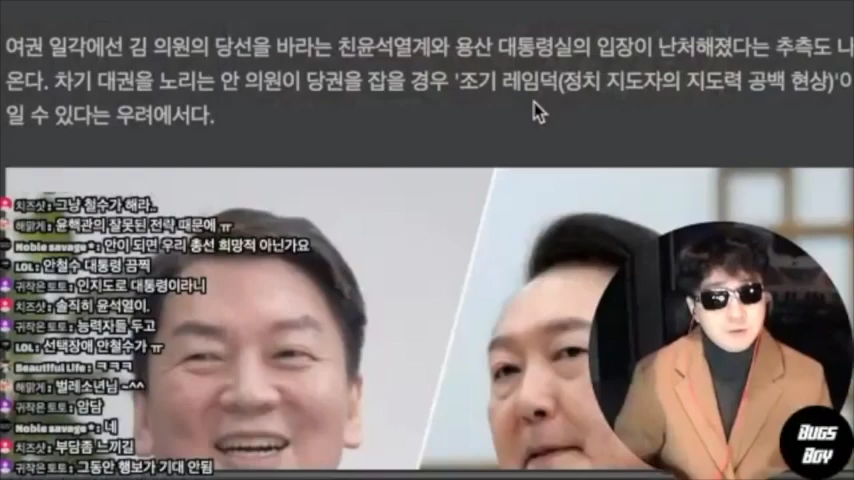 여권 일각에선 김 의원의 당선을 바라는 친윤석열계와 용산 대통령실의 입장이 난처해졌다는 추측도 나
온다. 차기 대권을 노리는 안 의원이 당권을 잡을 경우 '조기 레임덕(정치 지도자의 지도력 공백 현상)'이
일 수 있다는 우려에서다.
치즈샷 : 그냥 철수가 해라..
해맑게 : 윤핵관의 잘못된 전략 때문에 ㅠ
Noble savage* : 안이 되면 우리 총선 희망적 아닌가요
LOL : 안철수 대통령 끔찍
귀작은 토토 : 인지도로 대통령이라니
치즈샷 : 솔직히 윤석열이.
귀작은 토토 : 능력자들 두고
LOL : 선택장애 안철수가 ㅠ
Beautiful Life : ㅋㅋㅋ
해맑게 : 벌레소년님 ~^^
귀작은 토토 : 암담
Noble savage* : 네
치즈샷 : 부담좀 느끼길
귀작은 토토 : 그동안 행보가 기대 안됨
BUGS
BOY